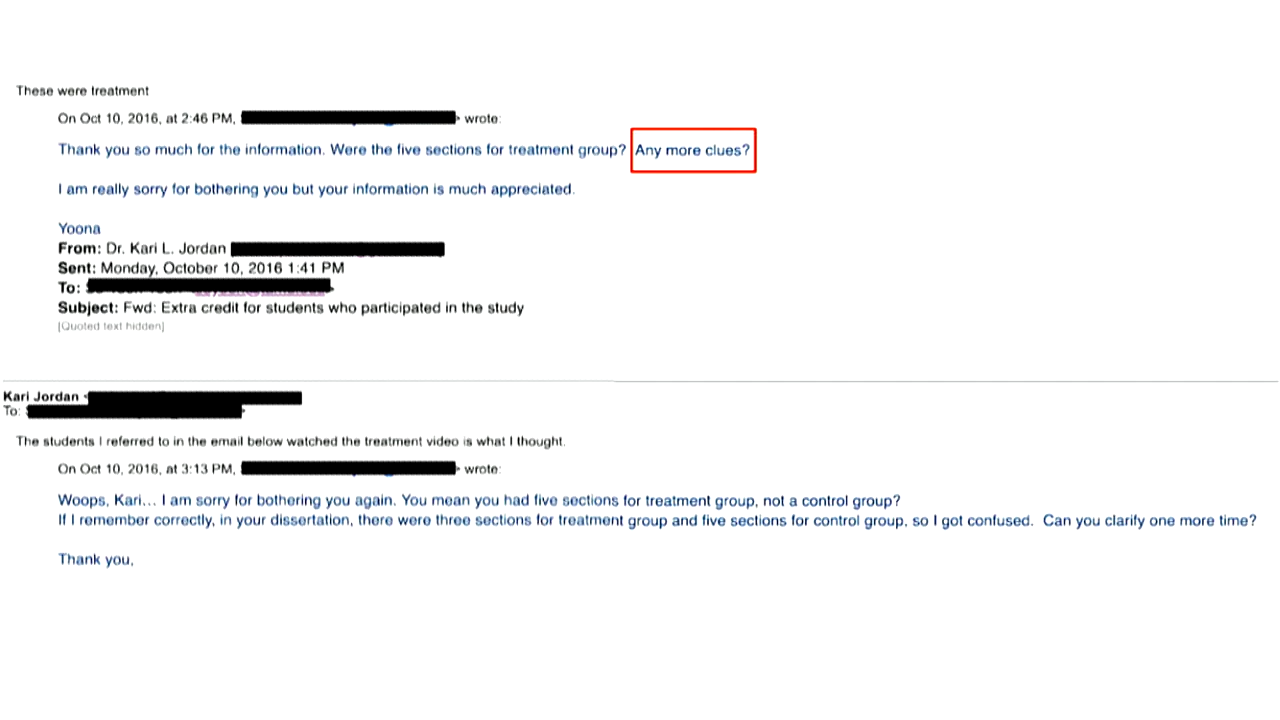 These were treatment
On Oct 10, 2016, at 2:46 PM, wrote:
Thank you so much for the information. Were the five sections for treatment group? Any more clues?
I am really sorry for bothering you but your information is much appreciated.
Yoona
From: Dr. Kari L. Jordan
Sent: Monday, October 10, 2016 1:41 PM
To:
Subject: Fwd: Extra credit for students who participated in the study
[Quoted text hidden]
Kari Jordan
To:
The students I referred to in the email below watched the treatment video is what I thought.
On Oct 10, 2016, at 3:13 PM, wrote:
Woops, Kari... I am sorry for bothering you again. You mean you had five sections for treatment group, not a control group?
If I remember correctly, in your dissertation, there were three sections for treatment group and five sections for control group, so I got confused. Can you clarify one more time?
Thank you,